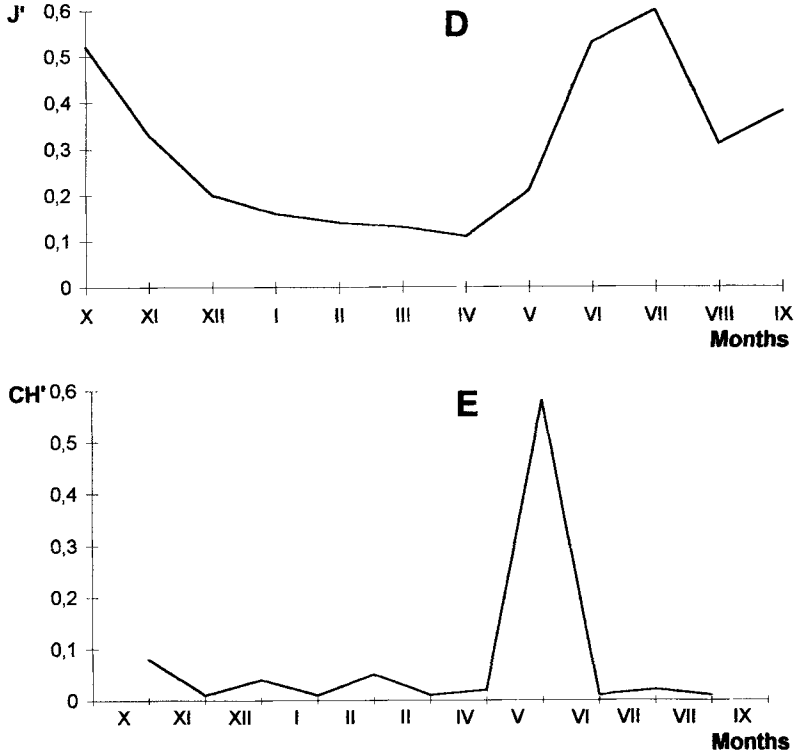 J'
D
0,6
0,5
0,4
0,3
0,2
0,1
0
X XI XII I II III IV V VI VII VIII IX
Months
CH'
E
0,6
0,5
0,4
0,3
0,2
0,1
0
X XI XII I II II IV V VI VII VII IX
Months